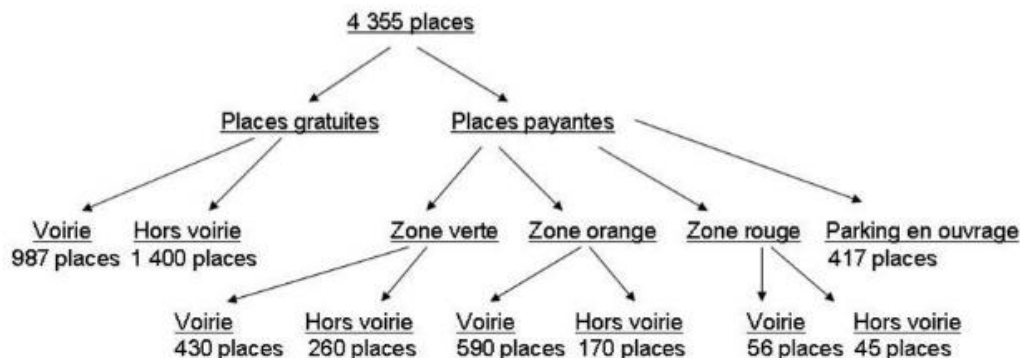 4 355 places
Places gratuites
Places payantes
Voirie
987 places
Hors voirie
1 400 places
Zone verte
Zone orange
Zone rouge
Parking en ouvrage
417 places
Voirie
430 places
Hors voirie
260 places
Voirie
590 places
Hors voirie
170 places
Voirie
56 places
Hors voirie
45 places